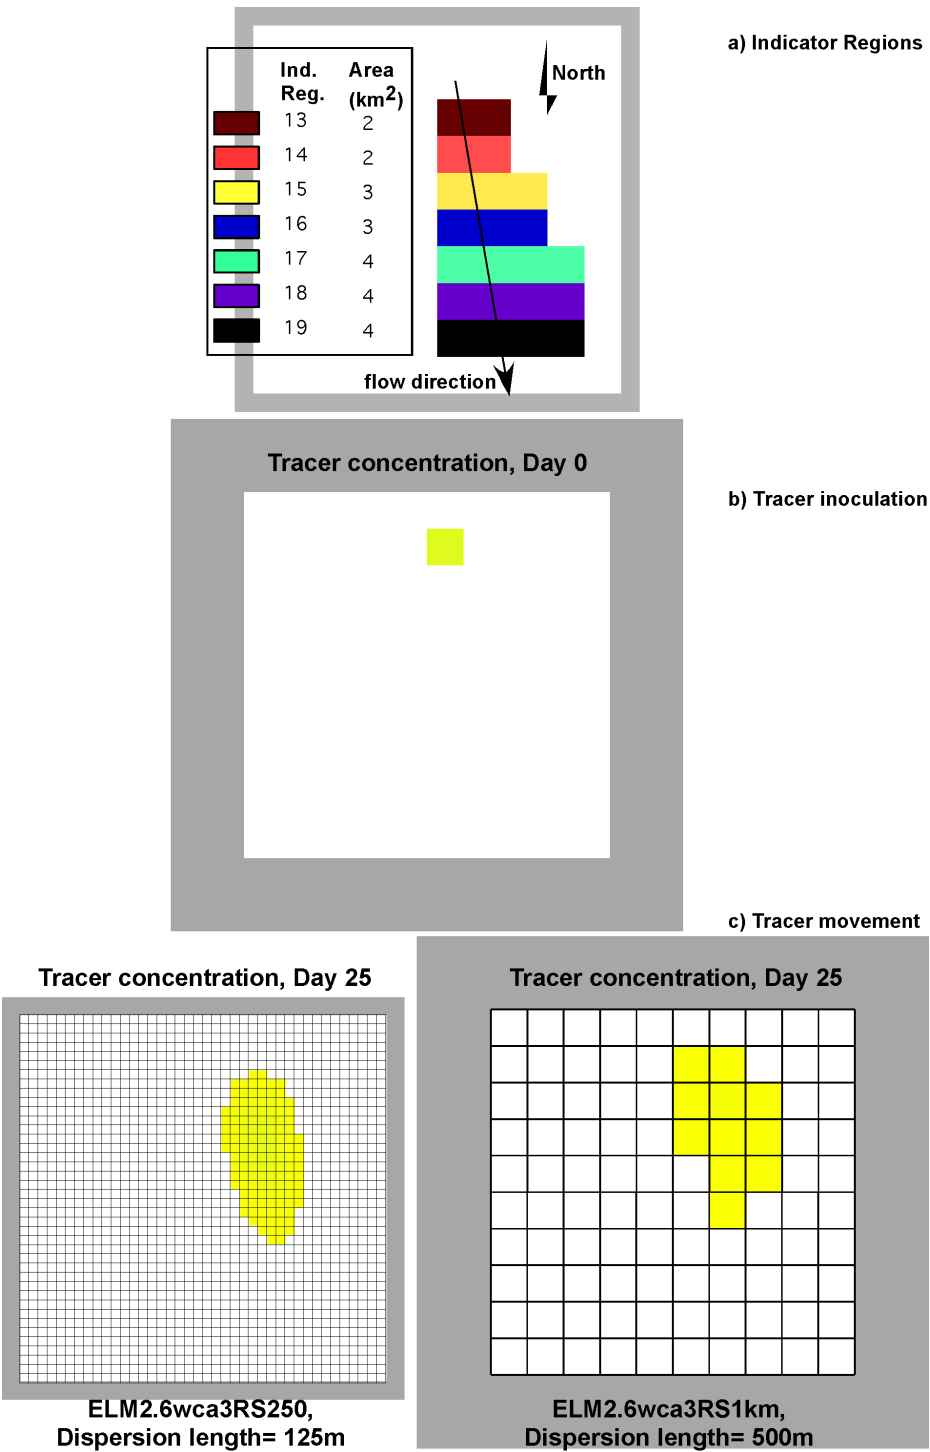 a) Indicator Regions
Ind. Area
Reg. (km2)
13 2
14 2
15 3
16 3
17 4
18 4
19 4
North
flow direction
Tracer concentration, Day 0
b) Tracer inoculation
c) Tracer movement
Tracer concentration, Day 25
Tracer concentration, Day 25
ELM2.6wca3RS250,
Dispersion length= 125m
ELM2.6wca3RS1km,
Dispersion length= 500m